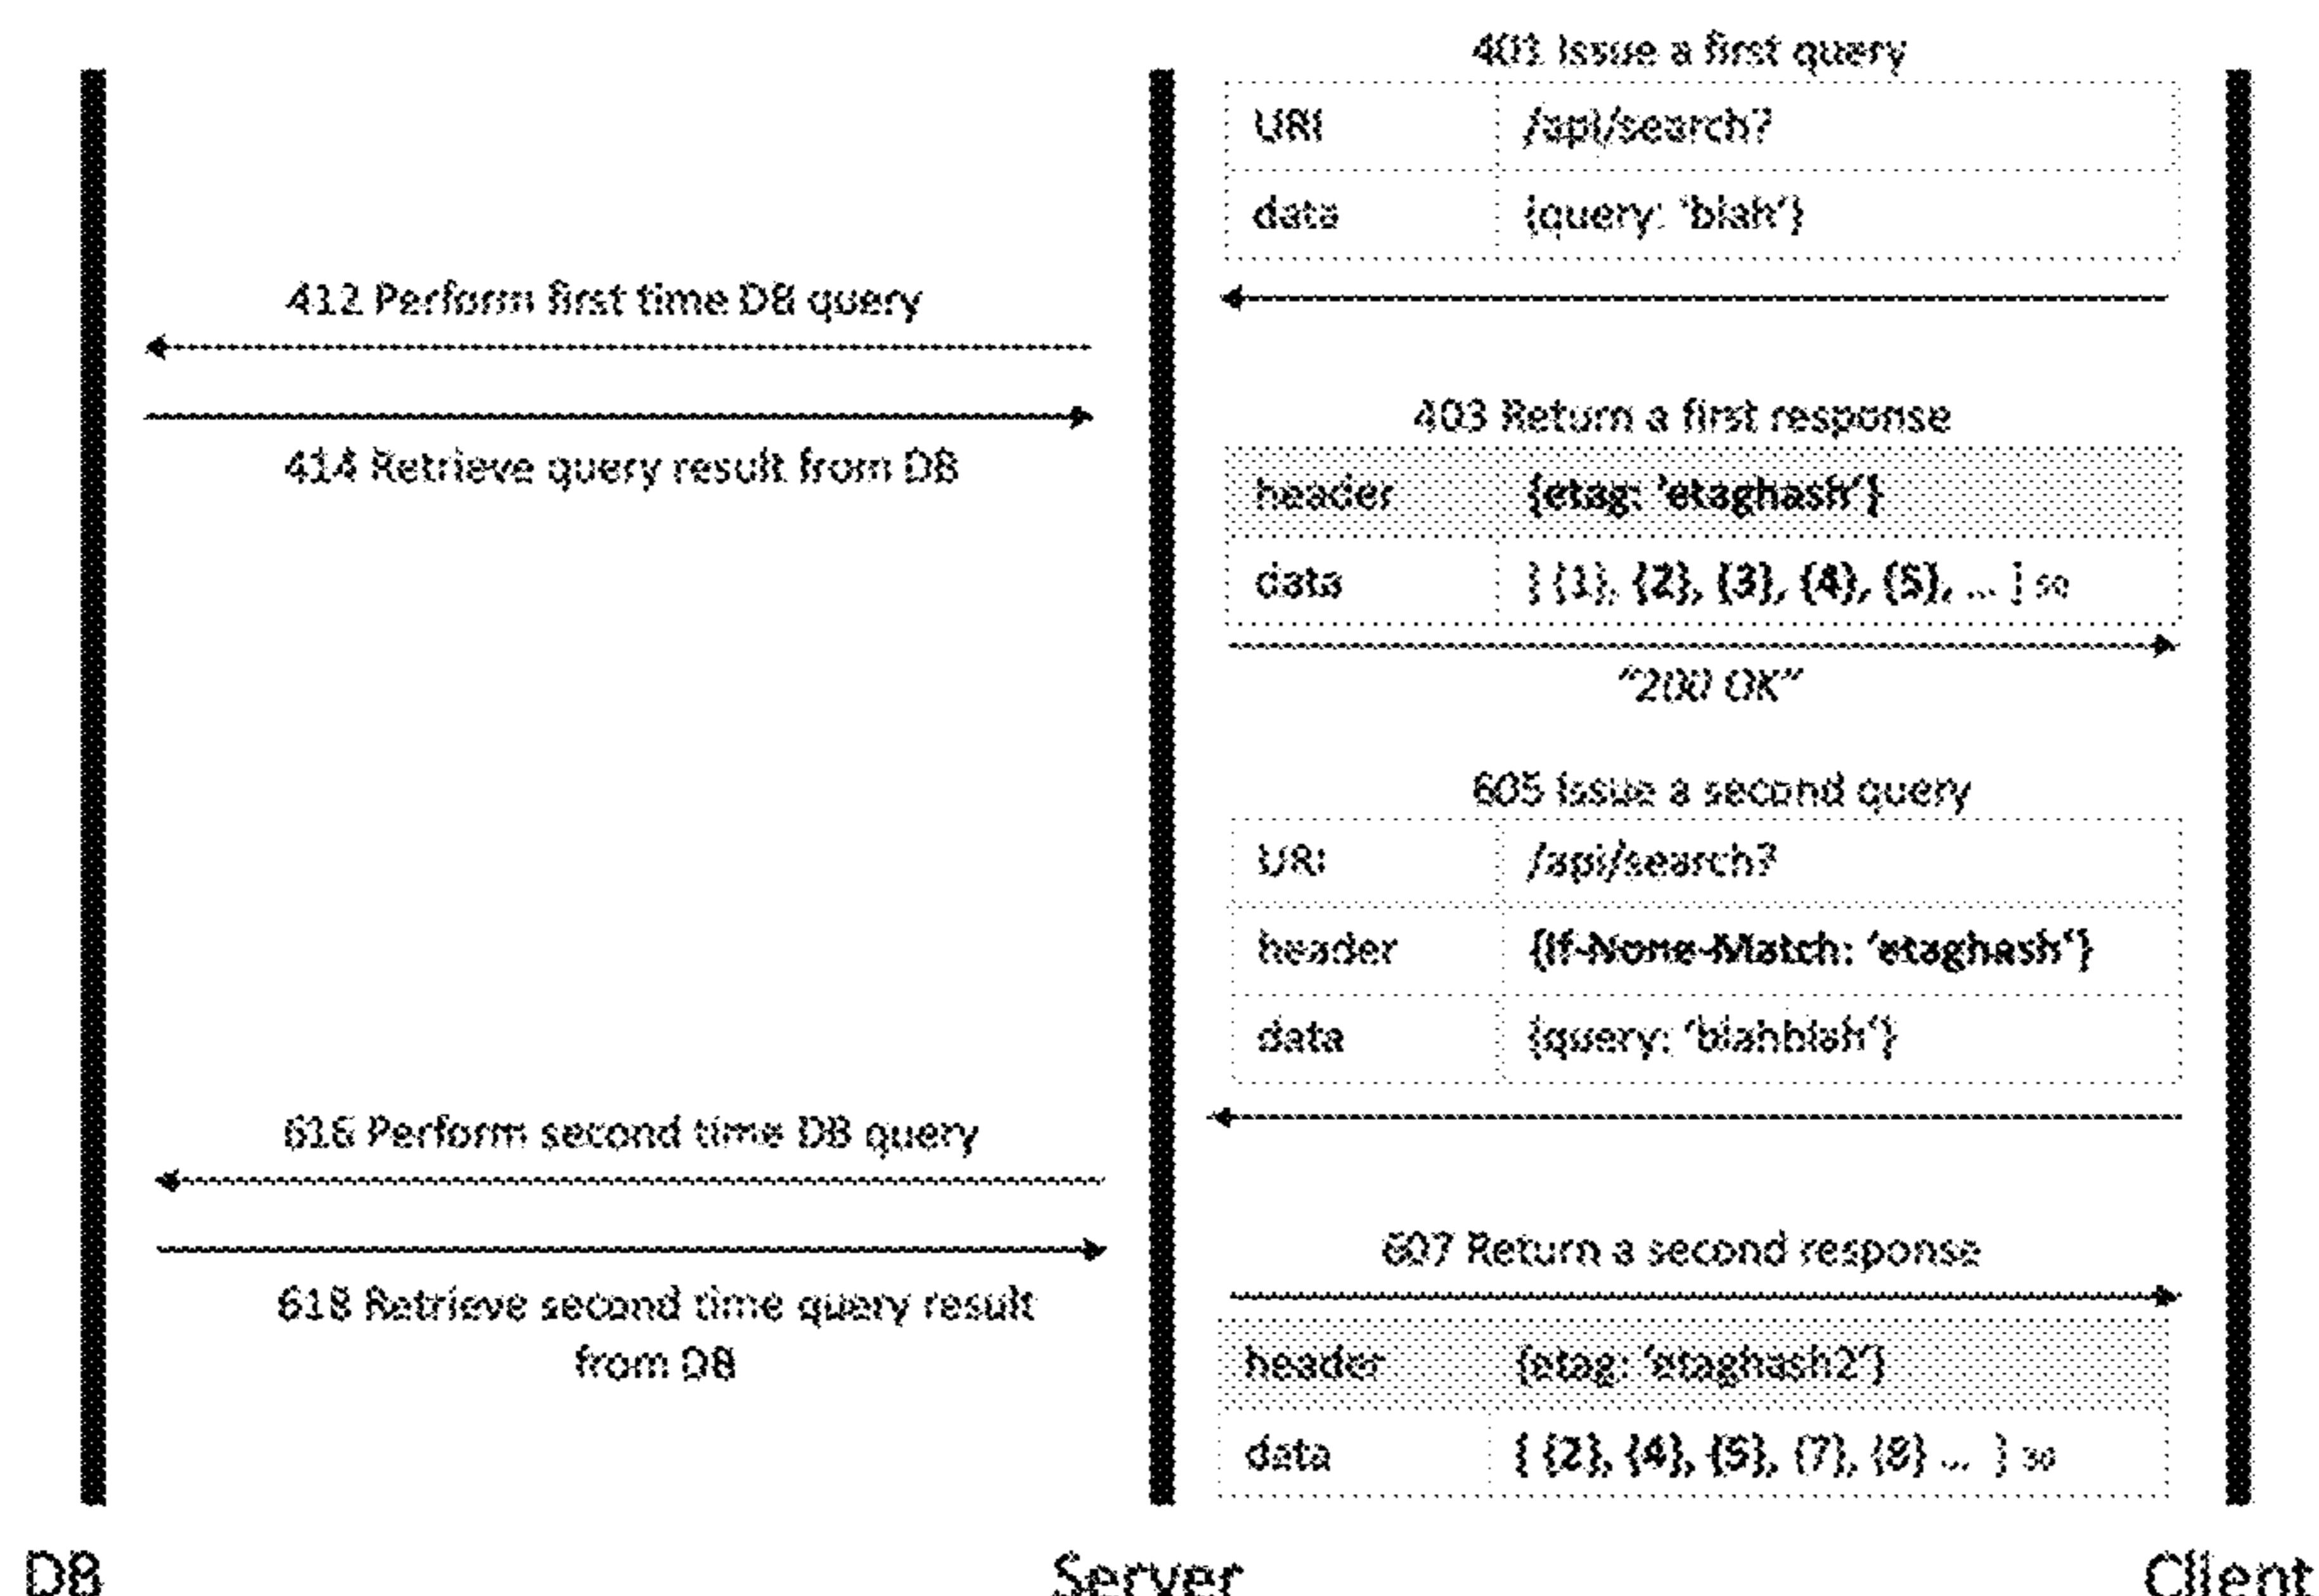 401 Issue a first query
URI /api/search?
data {query: 'blah'}
412 Perform first time DB query
414 Retrieve query result from DB
403 Return a first response
header {etag: 'etaghash'}
data [ {1}, {2}, {3}, {4}, {5}, ... ] 50
"200 OK"
605 Issue a second query
URI /api/search?
header {If-None-Match: 'etaghash'}
data {query: 'blahblah'}
616 Perform second time DB query
618 Retrieve second time query result
from DB
607 Return a second response
header {etag: 'etaghash2'}
data [ {2}, {4}, {5}, {7}, {8} ... ]
DB
Server
Client